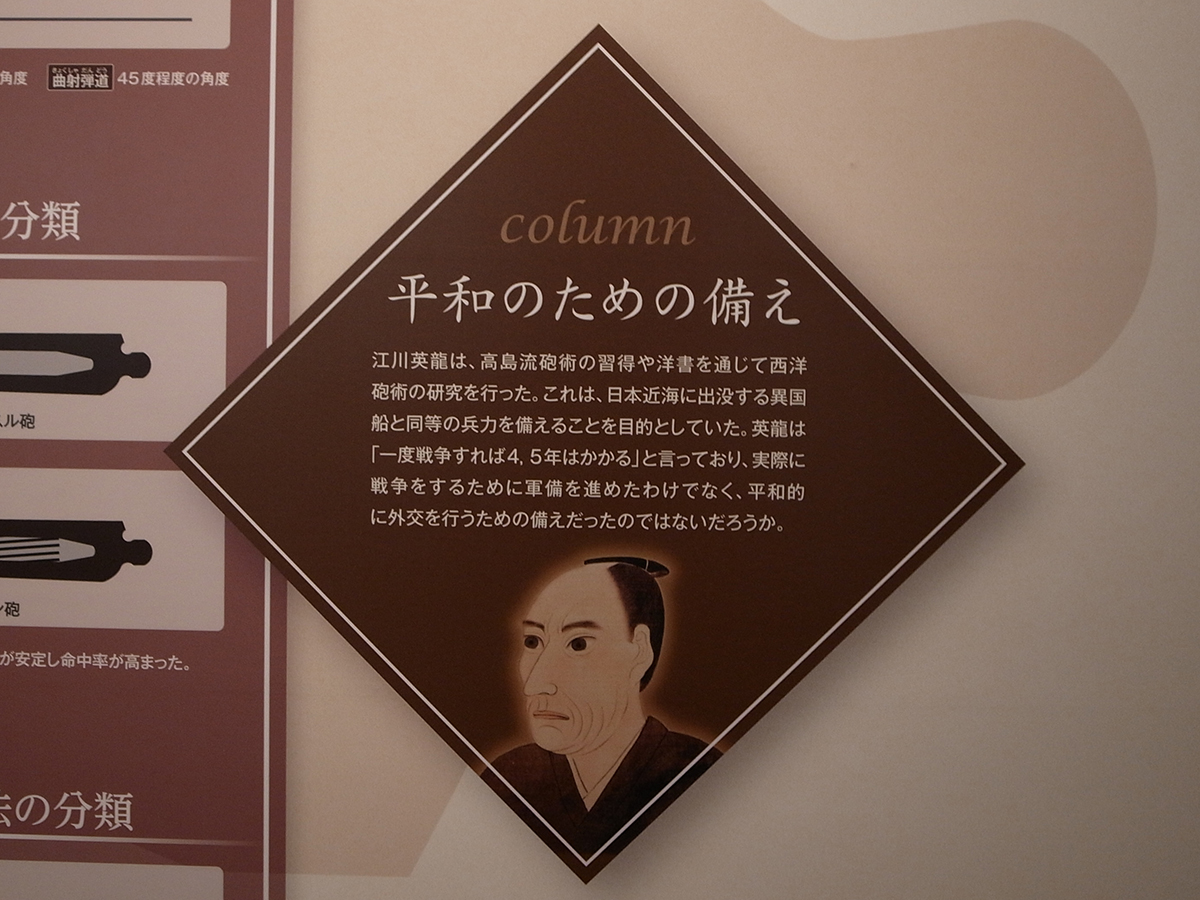 角度 曲射弾道 45度程度の角度
きょくしゃだんどう
分類
ル砲
砲
が安定し命中率が高まった。
の分類
column
平和のための備え
江川英龍は、高島流砲術の習得や洋書を通じて西洋
砲術の研究を行った。これは、日本近海に出没する異国
船と同等の兵力を備えることを目的としていた。英龍は
「一度戦争すれば4, 5年はかかる」と言っており、実際に
戦争をするために軍備を進めたわけでなく、平和的
に外交を行うための備えだったのではないだろうか。